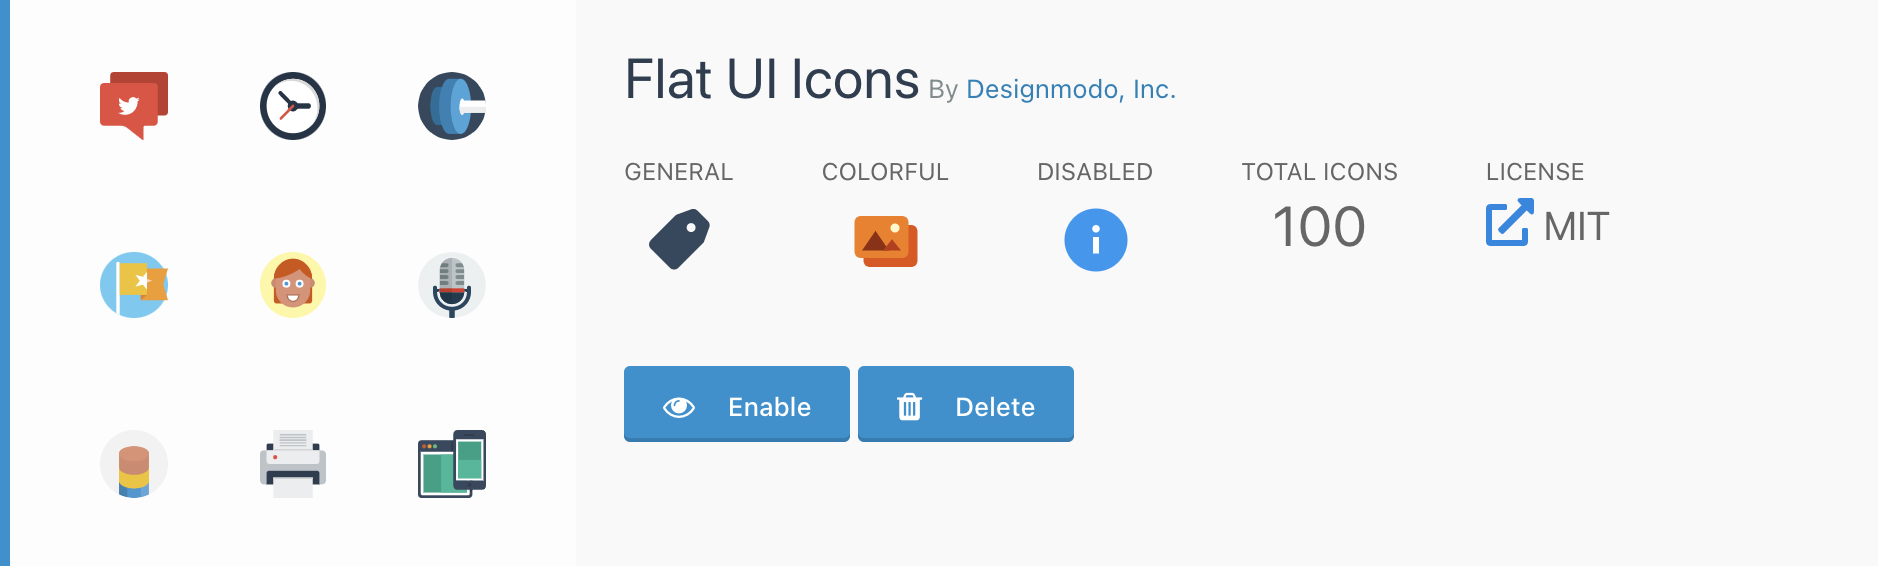 Flat UI Icons By Designmodo, Inc.
GENERAL COLORFUL DISABLED TOTAL ICONS LICENSE
100 MIT
Enable Delete